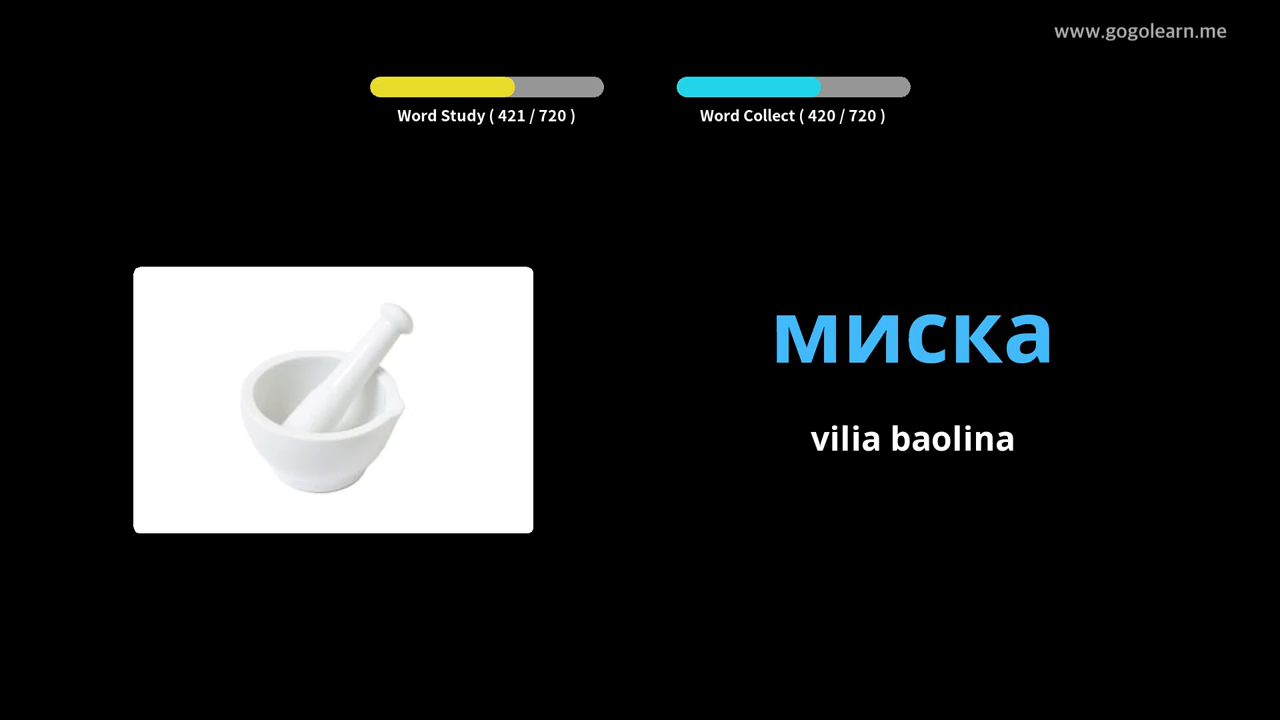 www.gogolearn.me
Word Study ( 421 / 720 )
Word Collect ( 420 / 720 )
миска
vilia baolina